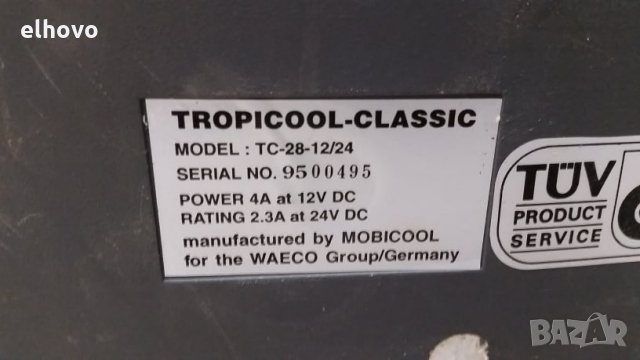 elhovo
TROPICOOL-CLASSIC
MODEL : TC-28-12/24
SERIAL NO. 9500495
POWER 4A at 12V DC
RATING 2.3A at 24V DC
manufactured by MOBICOOL
for the WAECO Group/Germany
TÜV
PRODUCT
SERVICE
BAZAR